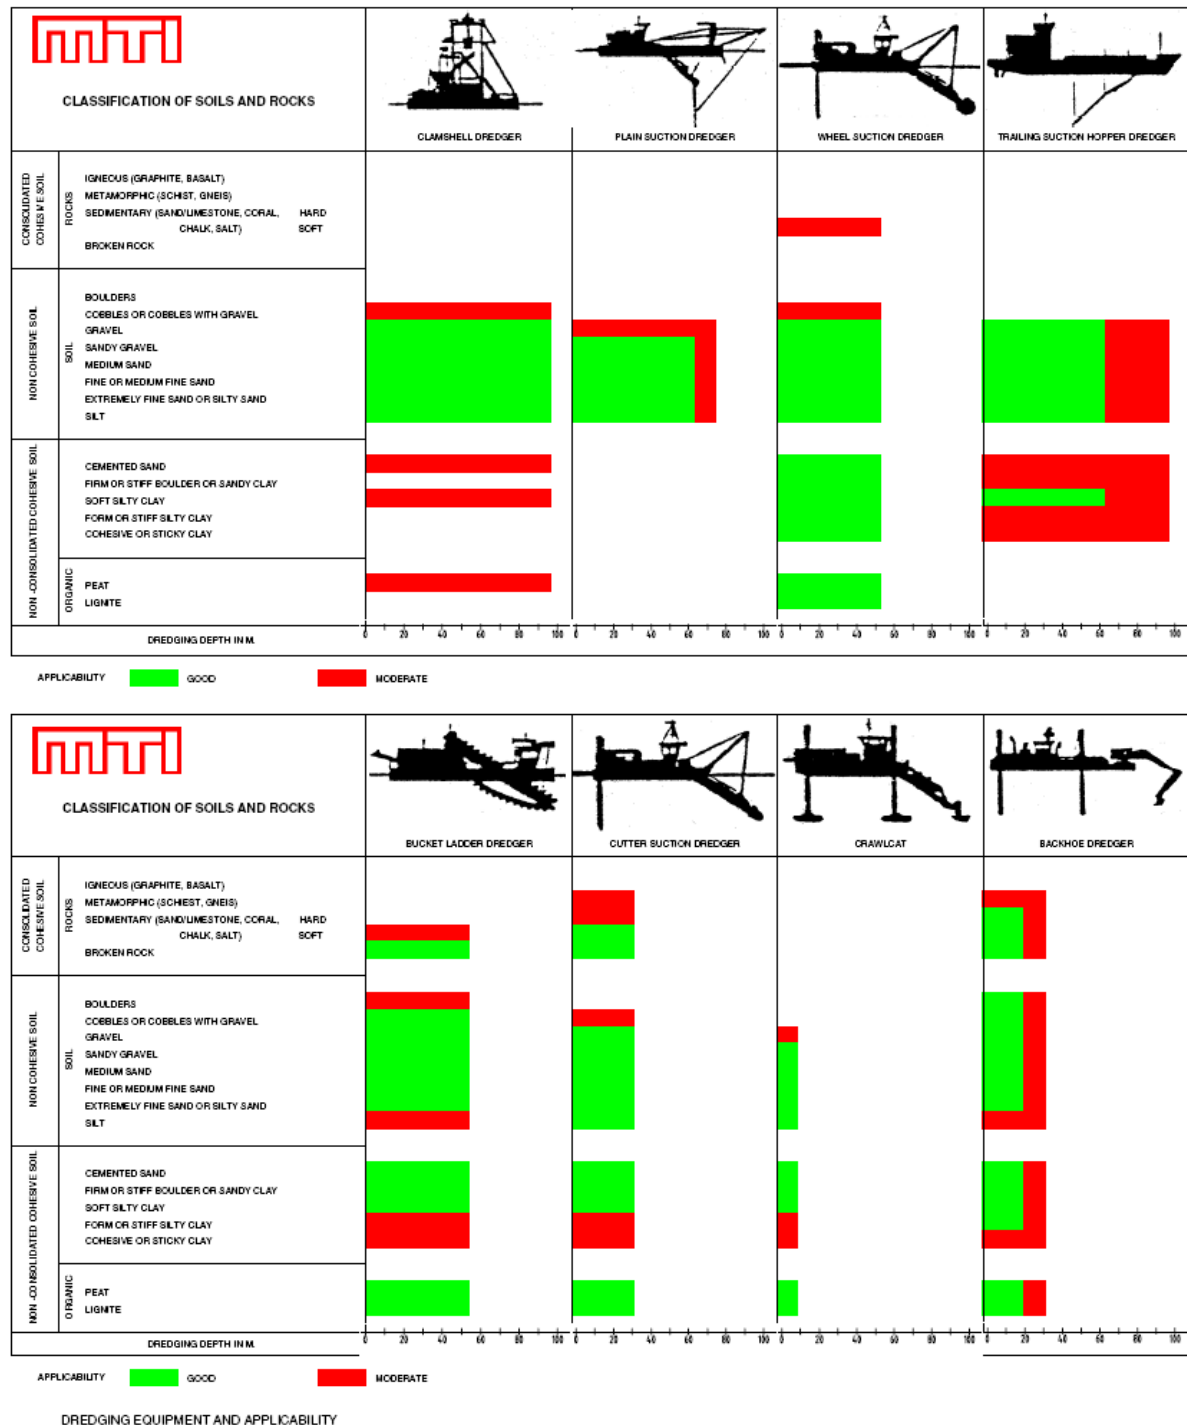 MTI
CLASSIFICATION OF SOILS AND ROCKS
CLAMSHELL DREDGER
PLAIN SUCTION DREDGER
WHEEL SUCTION DREDGER
TRAILING SUCTION HOPPER DREDGER
CONSOLIDATED
COHESIVE SOIL
ROCKS
IGNEOUS (GRAPHITE, BASALT)
METAMORPHIC (SCHIST, GNEIS)
SEDIMENTARY (SAND/LIMESTONE, CORAL, HARD
CHALK, SALT) SOFT
BROKEN ROCK
NON COHESIVE SOIL
SOIL
BOULDERS
COBBLES OR COBBLES WITH GRAVEL
GRAVEL
SANDY GRAVEL
MEDIUM SAND
FINE OR MEDIUM FINE SAND
EXTREMELY FINE SAND OR SILTY SAND
SILT
NON -CONSOLIDATED COHESIVE SOIL
CEMENTED SAND
FIRM OR STIFF BOULDER OR SANDY CLAY
SOFT SILTY CLAY
FORM OR STIFF SILTY CLAY
COHESIVE OR STICKY CLAY
ORGANIC
PEAT
LIGNITE
DREDGING DEPTH IN M.
0 20 40 60 80 100
0 20 40 60 80 100
0 20 40 60 80 100
0 20 40 60 80 100
APPLICABILITY GOOD MODERATE
MTI
CLASSIFICATION OF SOILS AND ROCKS
BUCKET LADDER DREDGER
CUTTER SUCTION DREDGER
CRAWLCAT
BACKHOE DREDGER
CONSOLIDATED
COHESIVE SOIL
ROCKS
IGNEOUS (GRAPHITE, BASALT)
METAMORPHIC (SCHIEST, GNEIS)
SEDIMENTARY (SAND/LIMESTONE, CORAL, HARD
CHALK, SALT) SOFT
BROKEN ROCK
NON COHESIVE SOIL
SOIL
BOULDERS
COBBLES OR COBBLES WITH GRAVEL
GRAVEL
SANDY GRAVEL
MEDIUM SAND
FINE OR MEDIUM FINE SAND
EXTREMELY FINE SAND OR SILTY SAND
SILT
NON -CONSOLIDATED COHESIVE SOIL
CEMENTED SAND
FIRM OR STIFF BOULDER OR SANDY CLAY
SOFT SILTY CLAY
FORM OR STIFF SILTY CLAY
COHESIVE OR STICKY CLAY
ORGANIC
PEAT
LIGNITE
DREDGING DEPTH IN M.
0 20 40 60 80 100
0 20 40 60 80 100
0 20 40 60 80 100
0 20 40 60 80 100
APPLICABILITY GOOD MODERATE
DREDGING EQUIPMENT AND APPLICABILITY